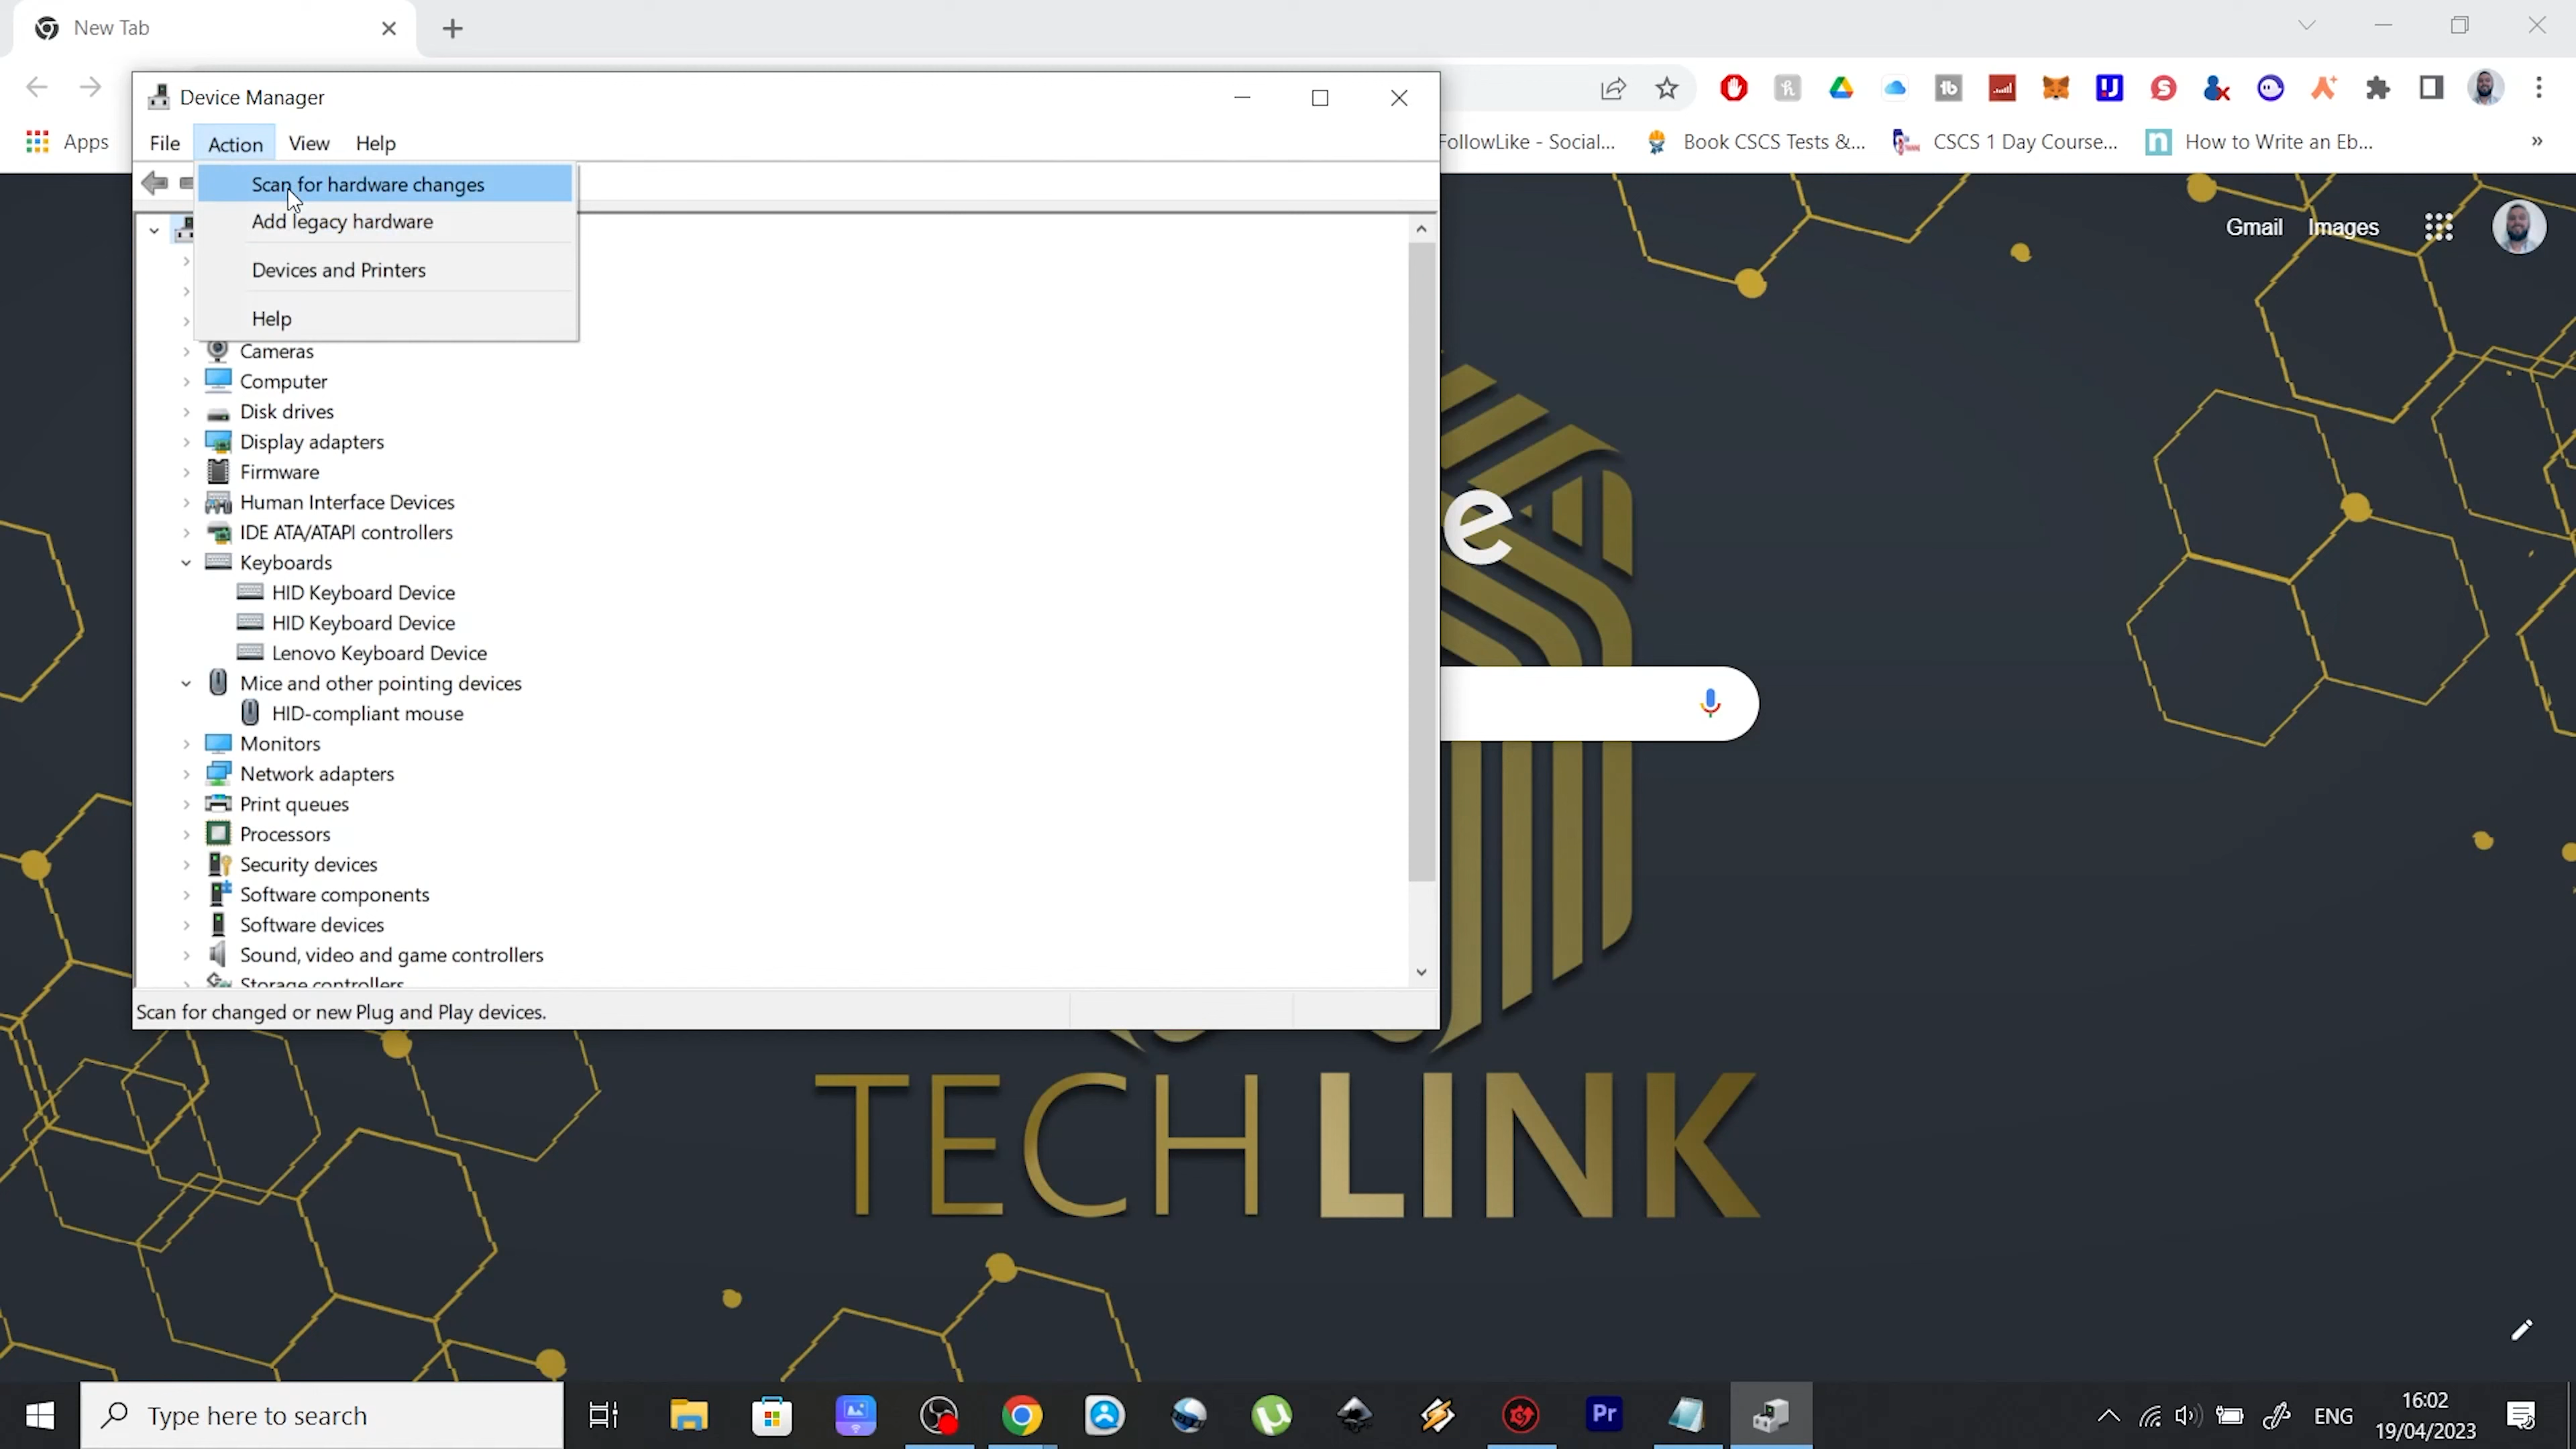 New Tab
Device Manager
File Action View Help
Apps
FollowLike - Social...
Book CSCS Tests &...
CSCS 1 Day Course...
How to Write an Eb...
Scan for hardware changes
Add legacy hardware
Devices and Printers
Help
Gmail
Images
Cameras
Computer
Disk drives
Display adapters
Firmware
Human Interface Devices
IDE ATA/ATAPI controllers
Keyboards
HID Keyboard Device
HID Keyboard Device
Lenovo Keyboard Device
Mice and other pointing devices
HID-compliant mouse
Monitors
Network adapters
Print queues
Processors
Security devices
Software components
Software devices
Sound, video and game controllers
Storage controllers
Scan for changed or new Plug and Play devices.
e
TECH LINK
Type here to search
Pr
ENG
16:02
19/04/2023